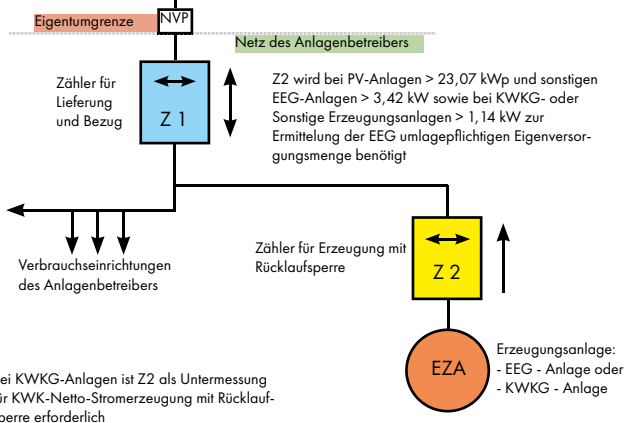 Eigentumgrenze
NVP
Netz des Anlagenbetreibers
Zähler für
Lieferung
und Bezug
Z 1
Z2 wird bei PV-Anlagen > 23,07 kWp und sonstigen
EEG-Anlagen > 3,42 kW sowie bei KWKG- oder
Sonstige Erzeugungsanlagen > 1,14 kW zur
Ermittelung der EEG umlagepflichtigen Eigenversor-
gungsmenge benötigt
Verbrauchseinrichtungen
des Anlagenbetreibers
Zähler für Erzeugung mit
Rücklaufsperre
Z 2
EZA
Erzeugungsanlage:
- EEG - Anlage oder
- KWKG - Anlage
ei KWKG-Anlagen ist Z2 als Untermessung
ür KWK-Netto-Stromerzeugung mit Rücklauf-
perre erforderlich